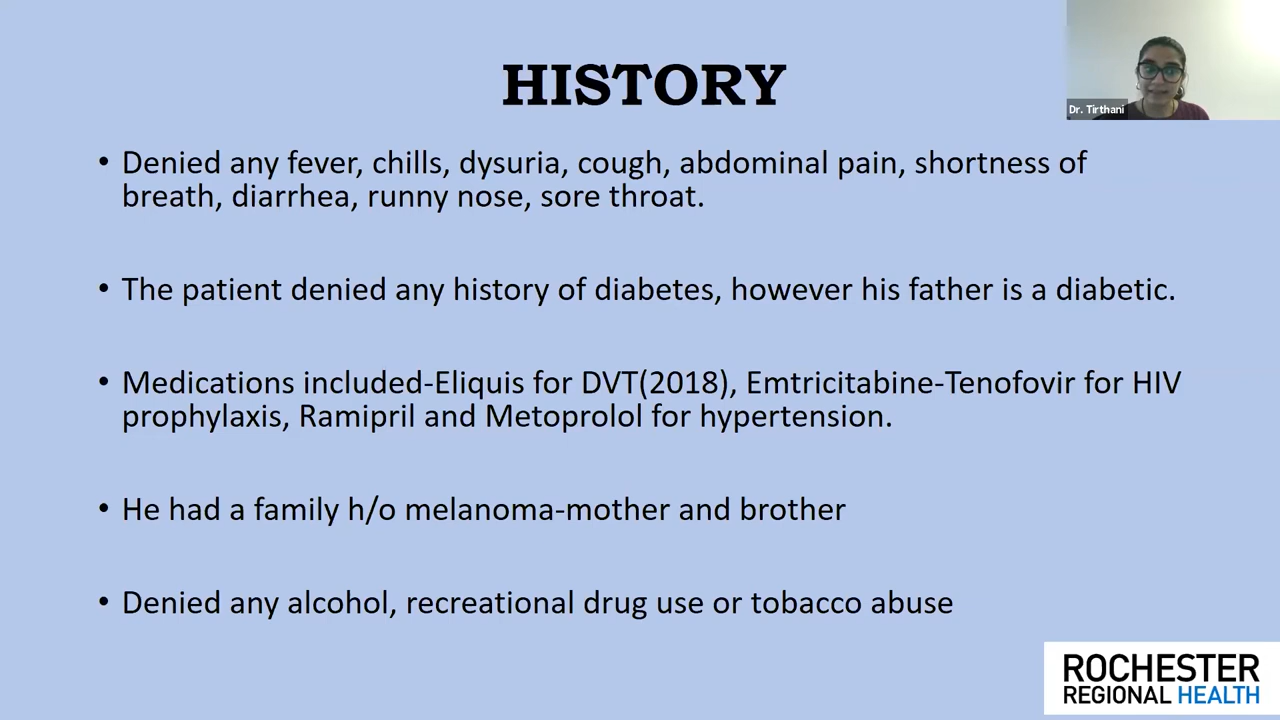 HISTORY
Dr. Tirthani
• Denied any fever, chills, dysuria, cough, abdominal pain, shortness of
breath, diarrhea, runny nose, sore throat.
• The patient denied any history of diabetes, however his father is a diabetic.
• Medications included-Eliquis for DVT(2018), Emtricitabine-Tenofovir for HIV
prophylaxis, Ramipril and Metoprolol for hypertension.
• He had a family h/o melanoma-mother and brother
• Denied any alcohol, recreational drug use or tobacco abuse
ROCHESTER
REGIONAL HEALTH